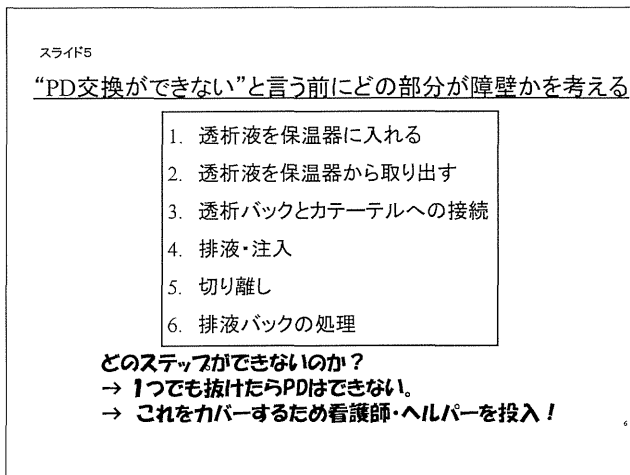 スライド5
“PD交換ができない”と言う前にどの部分が障壁かを考える
1. 透析液を保温器に入れる
2. 透析液を保温器から取り出す
3. 透析バックとカテーテルへの接続
4. 排液・注入
5. 切り離し
6. 排液バックの処理
どのステップができないのか？
→ 1つでも抜けたらPDはできない。
→ これをカバーするため看護師・ヘルパーを投入！
6